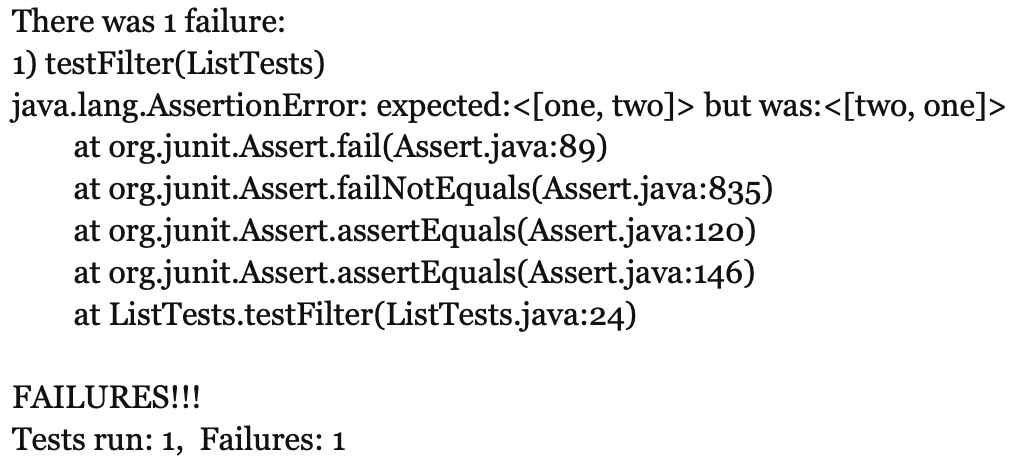 There was 1 failure:
1) testFilter(ListTests)
java.lang.AssertionError: expected:<[one, two]> but was:<[two, one]>
at org.junit.Assert.fail(Assert.java:89)
at org.junit.Assert.failNotEquals(Assert.java:835)
at org.junit.Assert.assertEquals(Assert.java:120)
at org.junit.Assert.assertEquals(Assert.java:146)
at ListTests.testFilter(ListTests.java:24)
FAILURES!!!
Tests run: 1,  Failures: 1